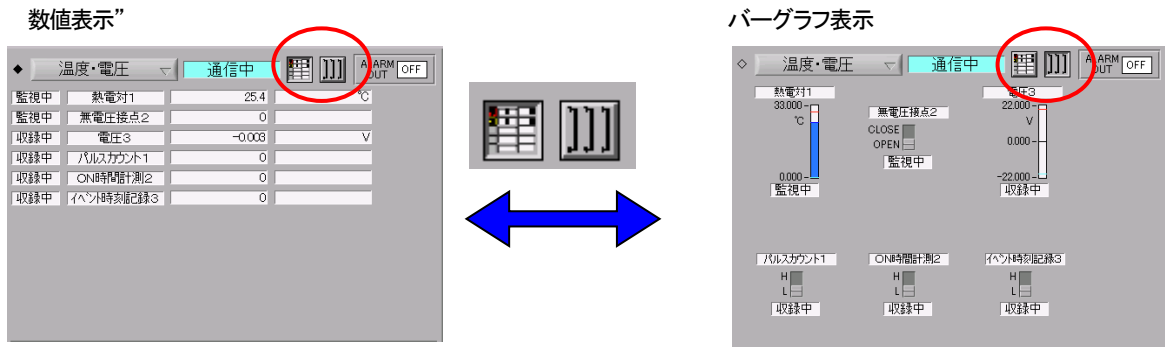 数値表示”
◆ 温度・電圧 通信中 ALARM OUT OFF
監視中 熱電対1 25.4 ℃
監視中 無電圧接点2 0
収録中 電圧3 -0.003 V
収録中 パルスカウント1 0
収録中 ON時間計測2 0
収録中 イベント時刻記録3 0
バーグラフ表示
◇ 温度・電圧 通信中 ALARM OUT OFF
熱電対1
33.000
℃
0.000
監視中
無電圧接点2
CLOSE
OPEN
監視中
電圧3
22.000
V
0.000
-22.000
収録中
パルスカウント1
H
L
収録中
ON時間計測2
H
L
収録中
イベント時刻記録3
H
L
収録中